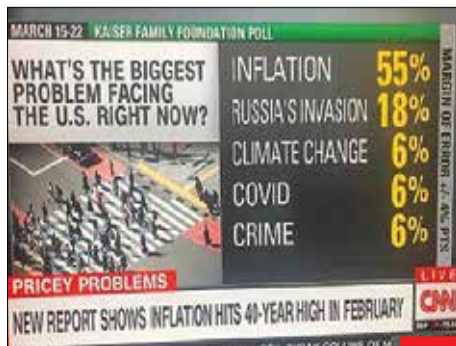 MARCH 15-22 KAISER FAMILY FOUNDATION POLL
WHAT'S THE BIGGEST
PROBLEM FACING
THE U.S. RIGHT NOW?
INFLATION 55%
RUSSIA'S INVASION 18%
CLIMATE CHANGE 6%
COVID 6%
CRIME 6%
MARGIN OF ERROR +/- 4% PTS
PRICEY PROBLEMS
NEW REPORT SHOWS INFLATION HITS 40-YEAR HIGH IN FEBRUARY
LIVE
CNN